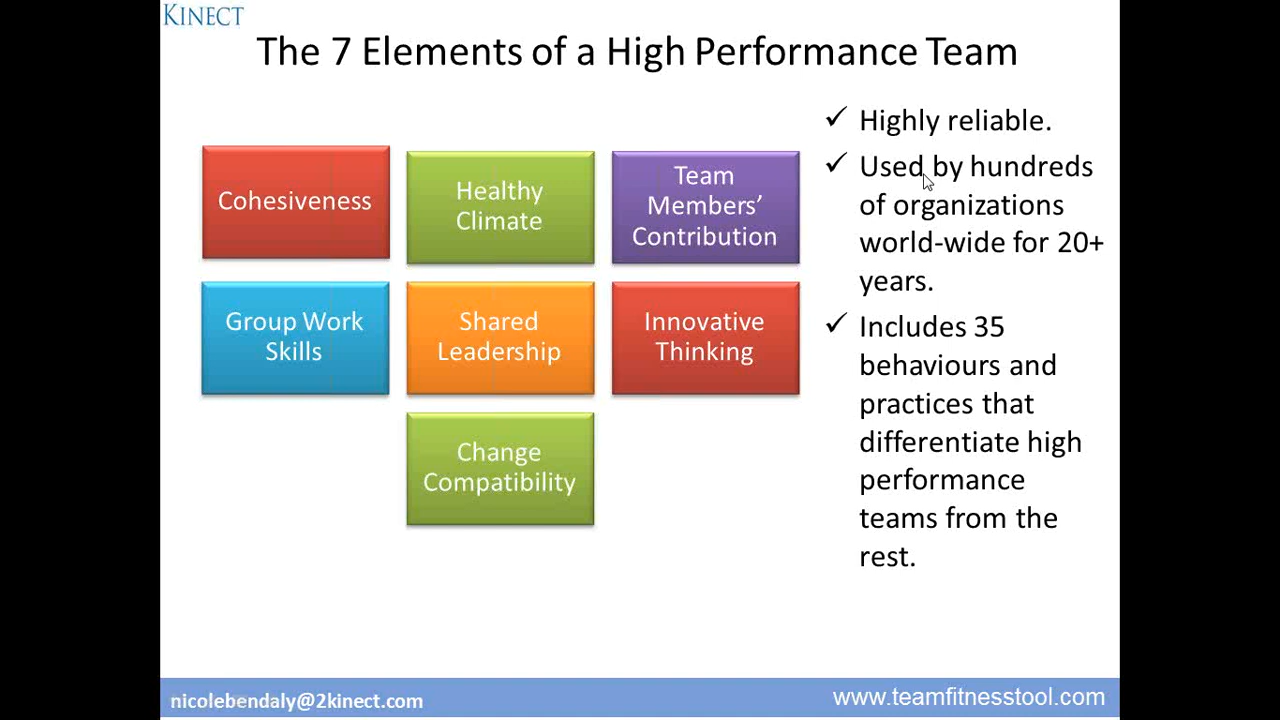 KINECT
The 7 Elements of a High Performance Team
Cohesiveness
Healthy
Climate
Team
Members’
Contribution
Group Work
Skills
Shared
Leadership
Innovative
Thinking
Change
Compatibility
✓ Highly reliable.
✓ Used by hundreds
of organizations
world-wide for 20+
years.
✓ Includes 35
behaviours and
practices that
differentiate high
performance
teams from the
rest.
nicolebendaly@2kinect.com
www.teamfitnesstool.com